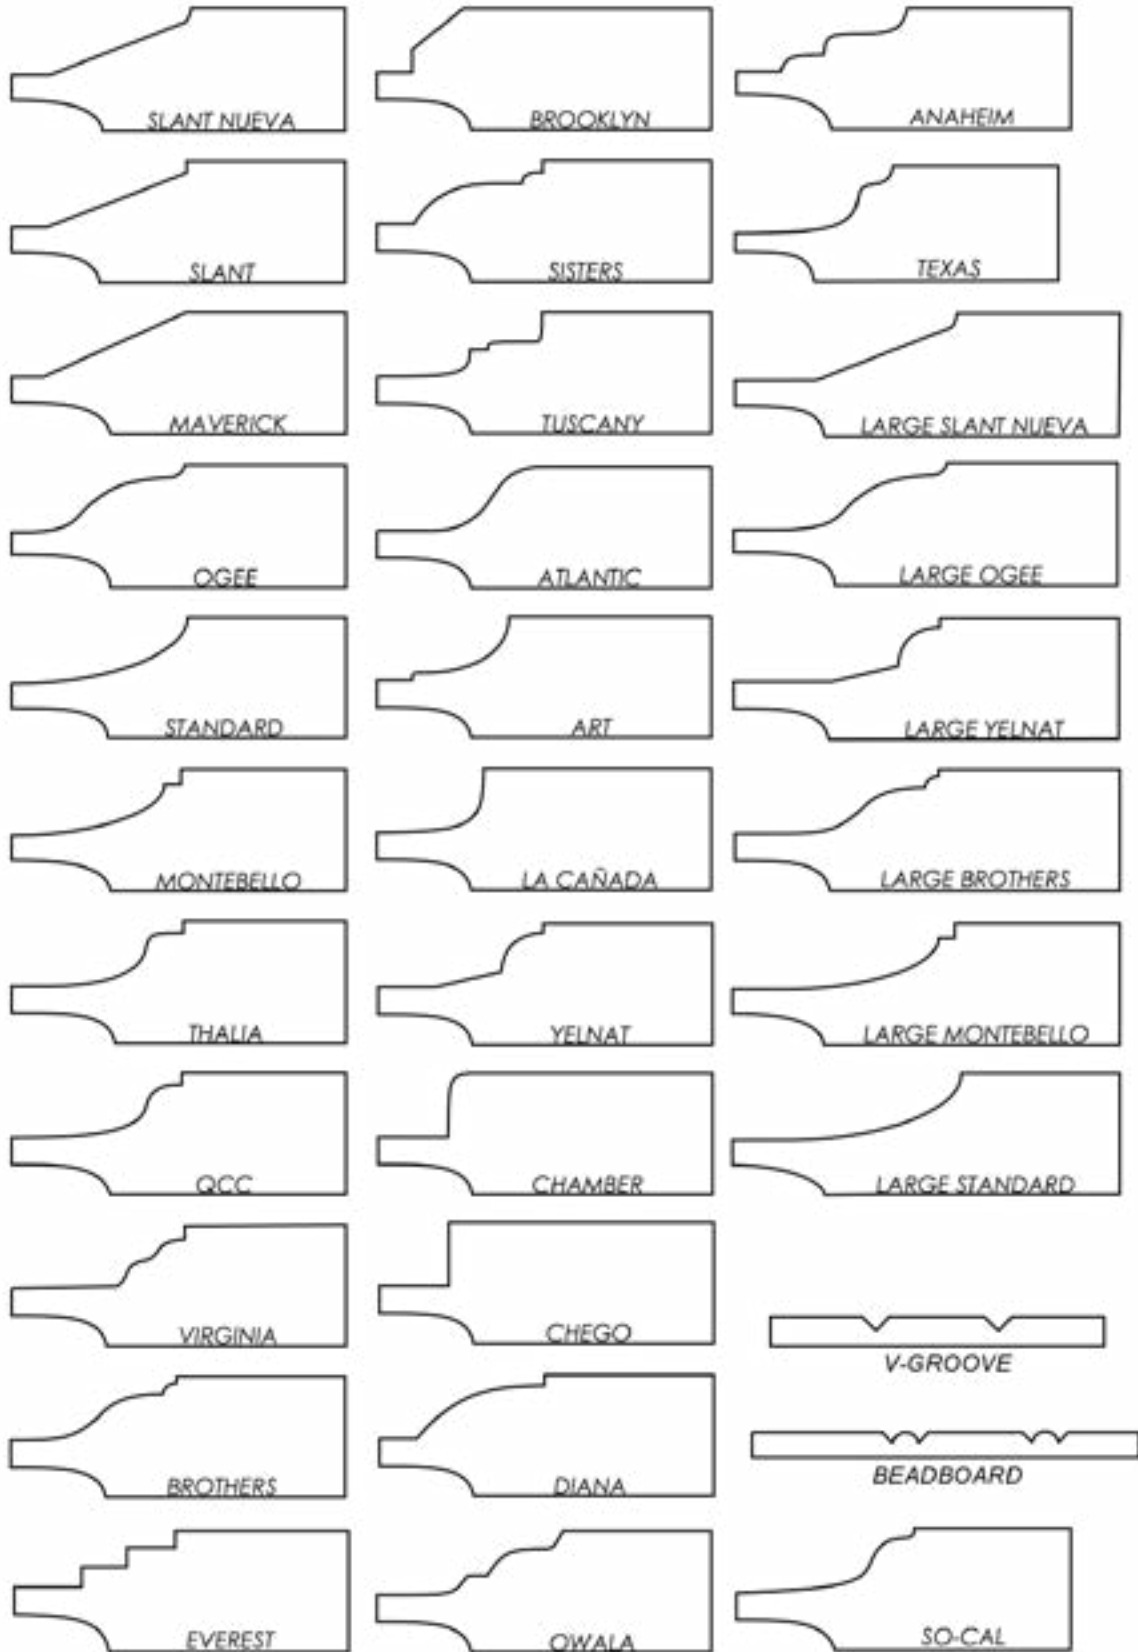 SLANT NUEVA
BROOKLYN
ANAHEIM
SLANT
SISTERS
TEXAS
MAVERICK
TUSCANY
LARGE SLANT NUEVA
OGEE
ATLANTIC
LARGE OGEE
STANDARD
ART
LARGE YELNAT
MONTEBELLO
LA CAÑADA
LARGE BROTHERS
THALIA
YELNAT
LARGE MONTEBELLO
QCC
CHAMBER
LARGE STANDARD
VIRGINIA
CHEGO
V-GROOVE
BROTHERS
DIANA
BEADBOARD
EVEREST
OWALA
SO-CAL